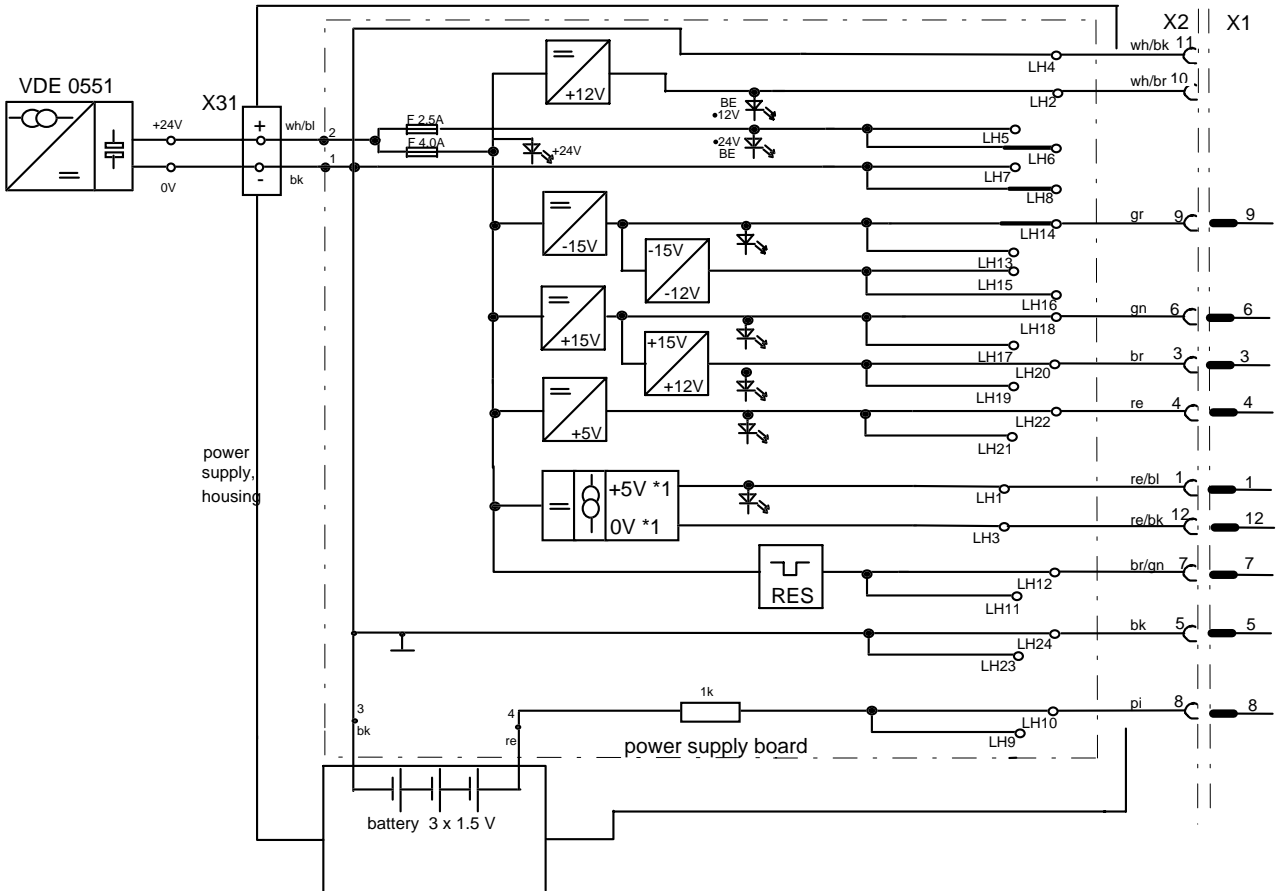 X2 X1
wh/bk 11
LH4
VDE 0551
+12V
wh/br 10
X31
BE
•12V
LH2
+24V
+
wh/bl
2
F 2.5A
F 4.0A
+24V
•24V
BE
LH5
LH6
1
0V
-
bk
LH7
LH8
-15V
gr 9 9
LH14
-15V
-12V
LH13
LH15
LH16
+15V
gn 6 6
LH18
+15V
+12V
LH17
br 3 3
LH20
LH19
+5V
re 4 4
LH22
LH21
power
supply,
housing
+5V *1
0V *1
re/bl 1 1
LH1
re/bk 12 12
LH3
RES
br/gn 7 7
LH12
LH11
bk 5 5
LH24
LH23
1k
pi 8 8
LH10
LH9
3
bk
4
re
power supply board
battery 3 x 1.5 V